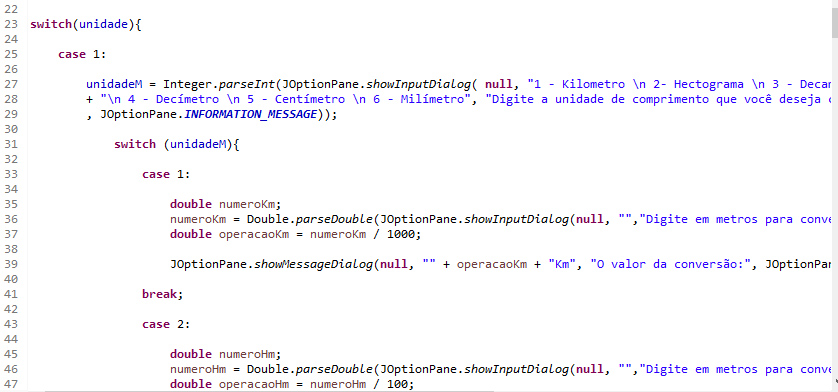 22
23 switch(unidade){
24
25 case 1:
26
27 unidadeM = Integer.parseInt(JOptionPane.showInputDialog( null, "1 - Kilometro \n 2- Hectograma \n 3 -
28 + "\n 4 - Decímetro \n 5 - Centímetro \n 6 - Milímetro", "Digite a unidade de comprimento que você deseja
29 , JOptionPane.INFORMATION_MESSAGE));
30
31 switch (unidadeM){
32
33 case 1:
34
35 double numeroKm;
36 numeroKm = Double.parseDouble(JOptionPane.showInputDialog(null, "","Digite em metros para
37 double operacaoKm = numeroKm / 1000;
38
39 JOptionPane.showMessageDialog(null, "" + operacaoKm + "Km", "O valor da conversão:",
40
41 break;
42
43 case 2:
44
45 double numeroHm;
46 numeroHm = Double.parseDouble(JOptionPane.showInputDialog(null, "","Digite em metros para
47 double operacaoHm = numeroHm / 100;